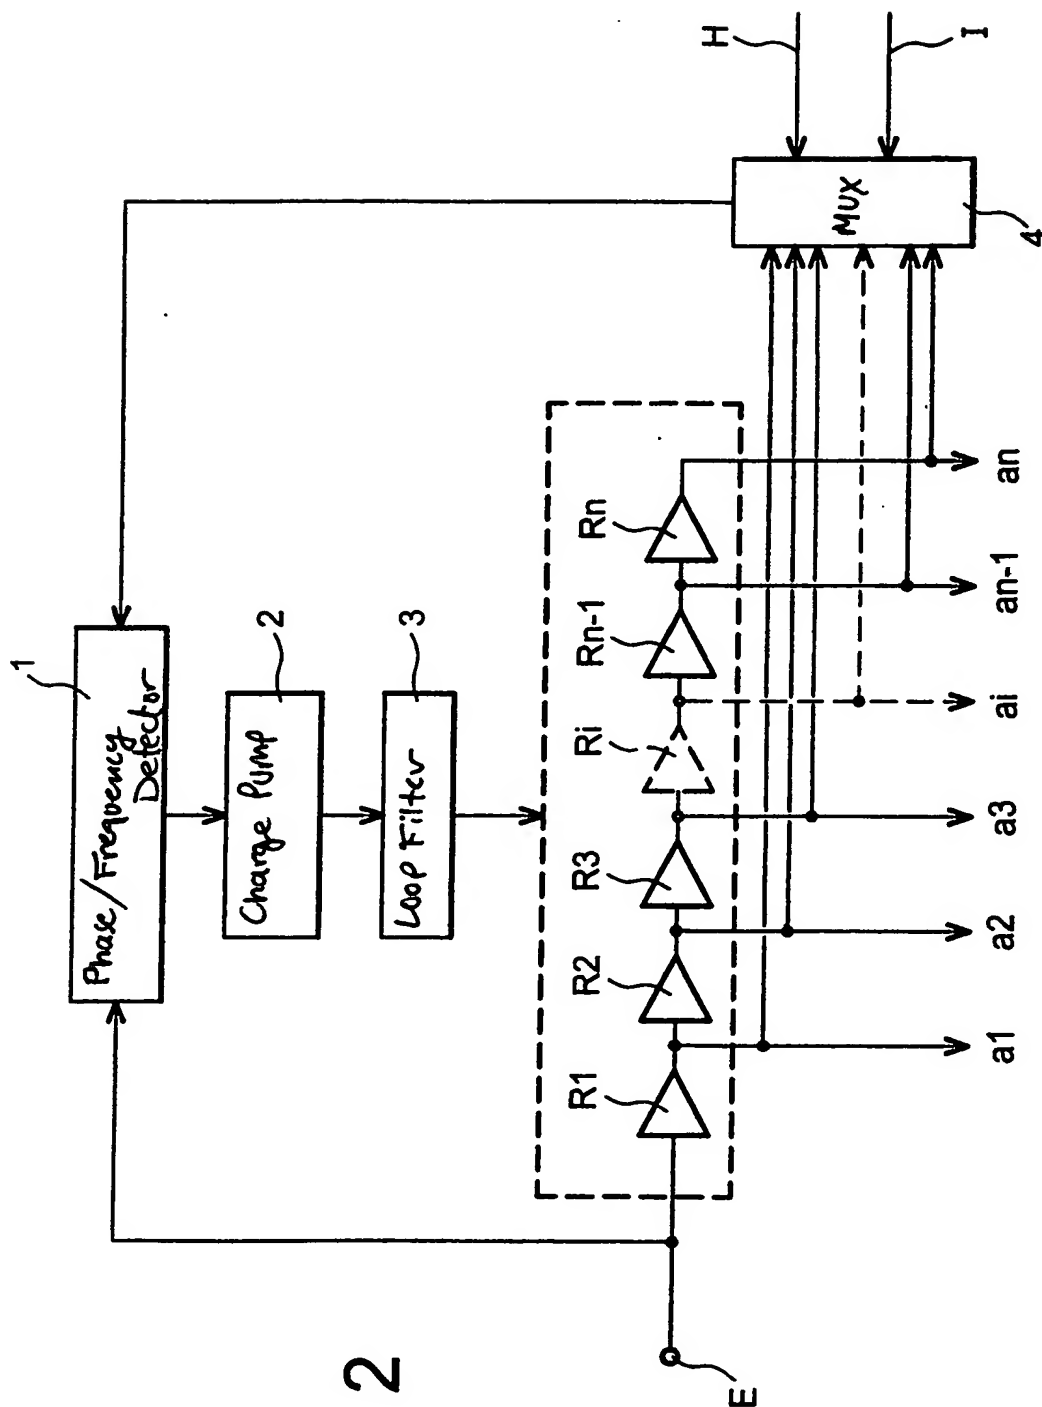 1
Phase/Frequency
Detector
2
Charge Pump
3
Loop Filter
R1
R2
R3
Ri
Rn-1
Rn
H
I
MUX
4
a1
a2
a3
ai
an-1
an
E
2